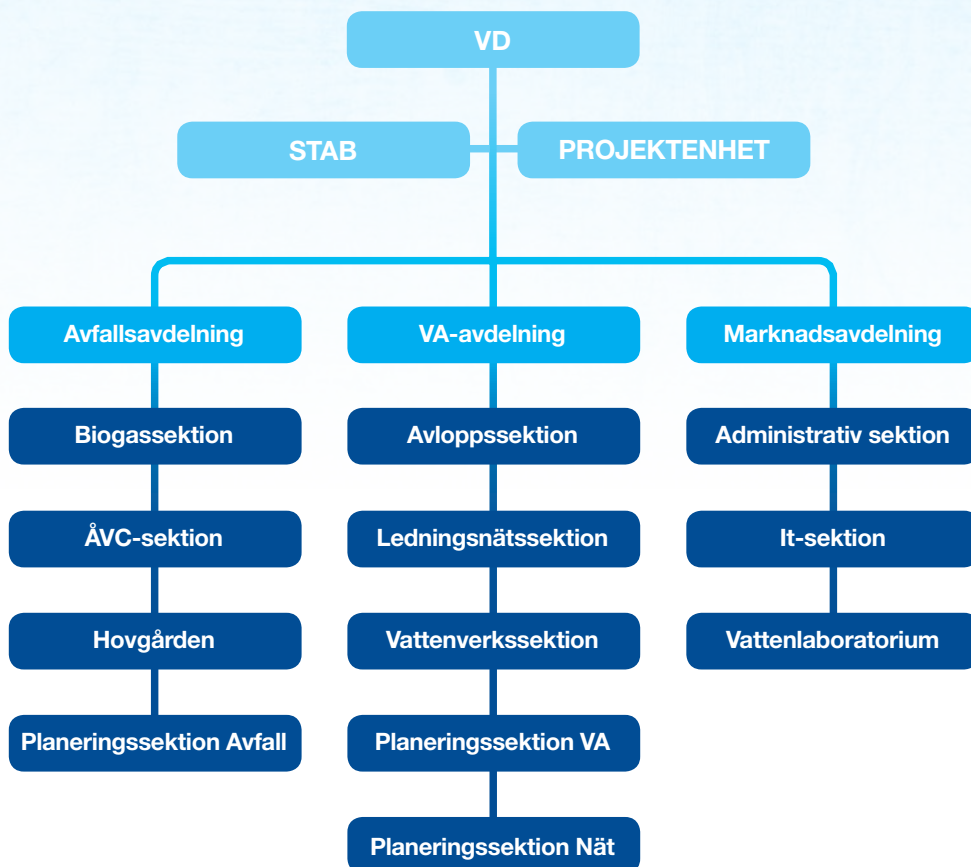 VD
STAB
PROJEKTENHET
Avfallsavdelning
VA-avdelning
Marknadsavdelning
Biogassektion
Avloppssektion
Administrativ sektion
ÅVC-sektion
Ledningsnätssektion
It-sektion
Hovgården
Vattenverkssektion
Vattenlaboratorium
Planeringssektion Avfall
Planeringssektion VA
Planeringssektion Nät